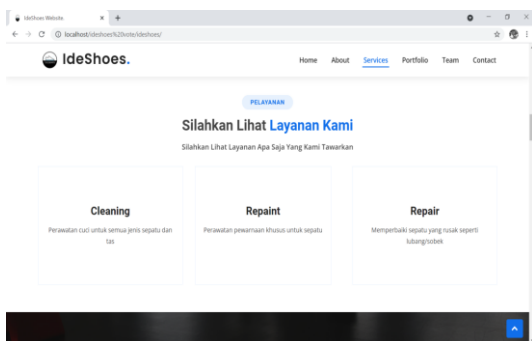 IdeShoes Website
localhost/ideshoes%20vote/ideshoes/
IdeShoes.
Home About Services Portfolio Team Contact
PELAYANAN
Silahkan Lihat Layanan Kami
Silahkan Lihat Layanan Apa Saja Yang Kami Tawarkan
Cleaning
Perawatan cuci untuk semua jenis sepatu dan
tas
Repaint
Perawatan pewarnaan khusus untuk sepatu
Repair
Memperbaiki sepatu yang rusak seperti
lubang/sobek